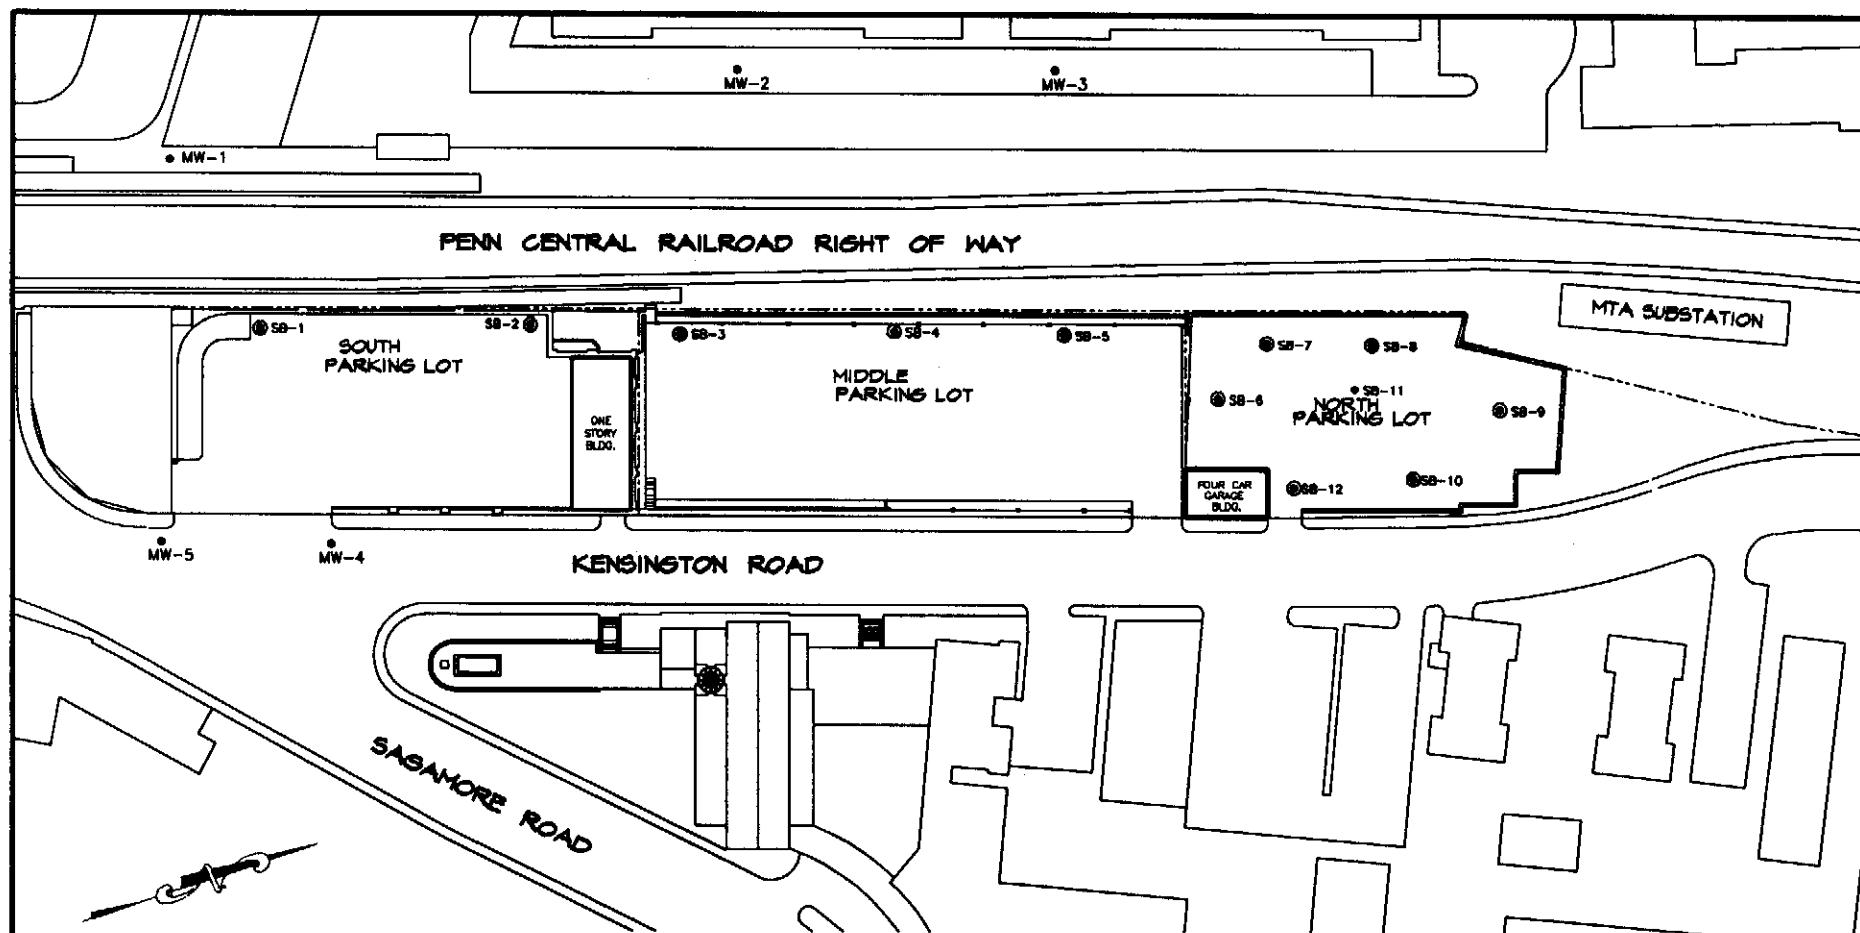 MW-2
MW-3
MW-1
PENN CENTRAL RAILROAD RIGHT OF WAY
MTA SUBSTATION
SB-1
SB-2
SB-3
SB-4
SB-5
SB-7
SB-8
SOUTH
PARKING LOT
MIDDLE
PARKING LOT
SB-6
SB-11
NORTH
PARKING LOT
SB-9
ONE
STORY
BLDG.
FOUR CAR
GARAGE
BLDG.
SB-12
SB-10
MW-5
MW-4
KENSINGTON ROAD
SAGAMORE ROAD
N